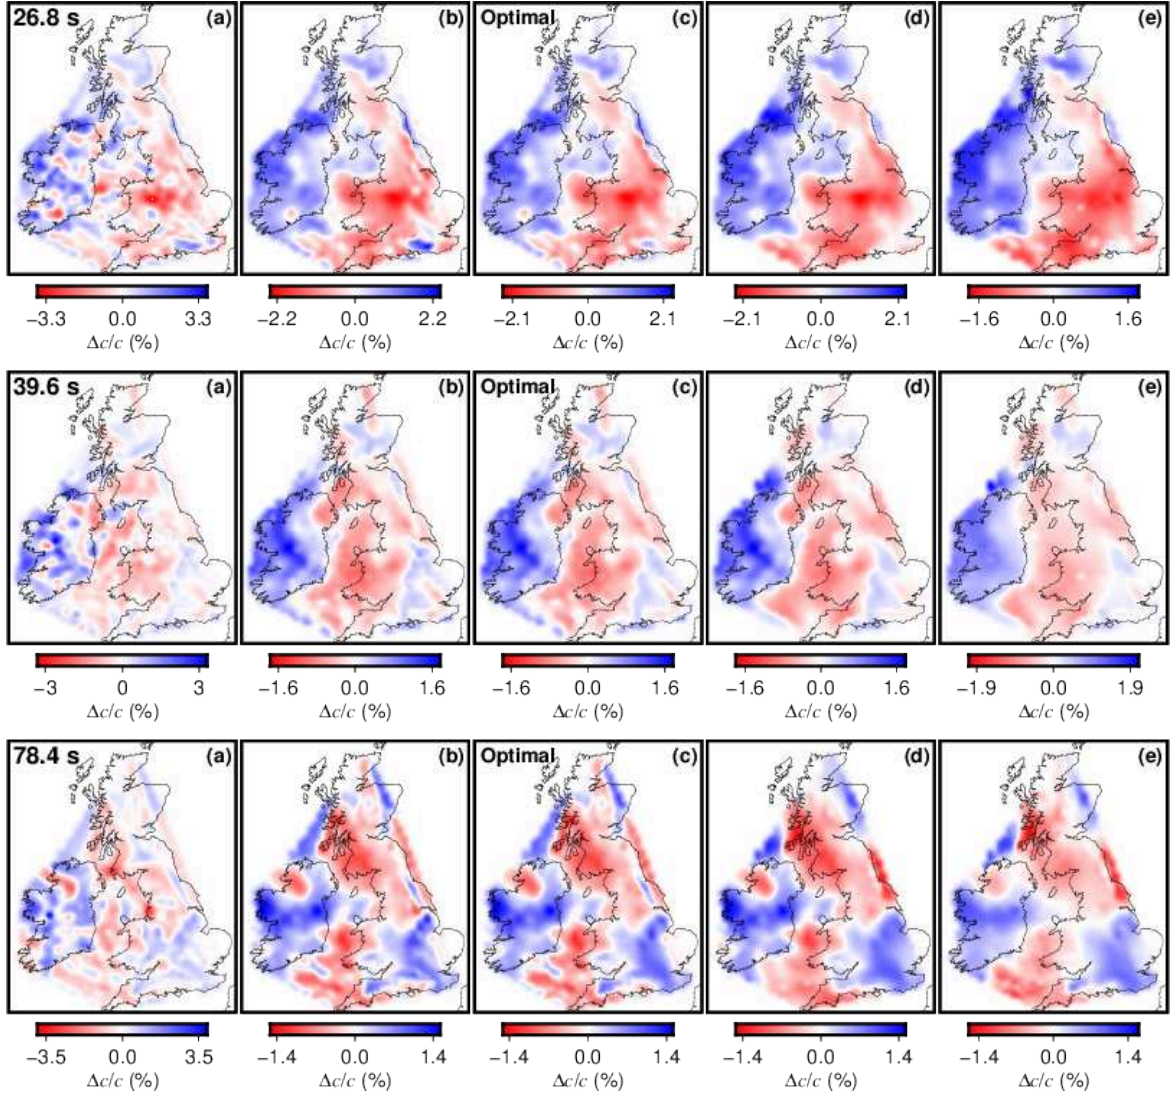 26.8 s (a) (b) Optimal (c) (d) (e)
−3.3 0.0 3.3 −2.2 0.0 2.2 −2.1 0.0 2.1 −2.1 0.0 2.1 −1.6 0.0 1.6
Δc/c (%) Δc/c (%) Δc/c (%) Δc/c (%) Δc/c (%)
39.6 s (a) (b) Optimal (c) (d) (e)
−3 0 3 −1.6 0.0 1.6 −1.6 0.0 1.6 −1.6 0.0 1.6 −1.9 0.0 1.9
Δc/c (%) Δc/c (%) Δc/c (%) Δc/c (%) Δc/c (%)
78.4 s (a) (b) Optimal (c) (d) (e)
−3.5 0.0 3.5 −1.4 0.0 1.4 −1.4 0.0 1.4 −1.4 0.0 1.4 −1.4 0.0 1.4
Δc/c (%) Δc/c (%) Δc/c (%) Δc/c (%) Δc/c (%)